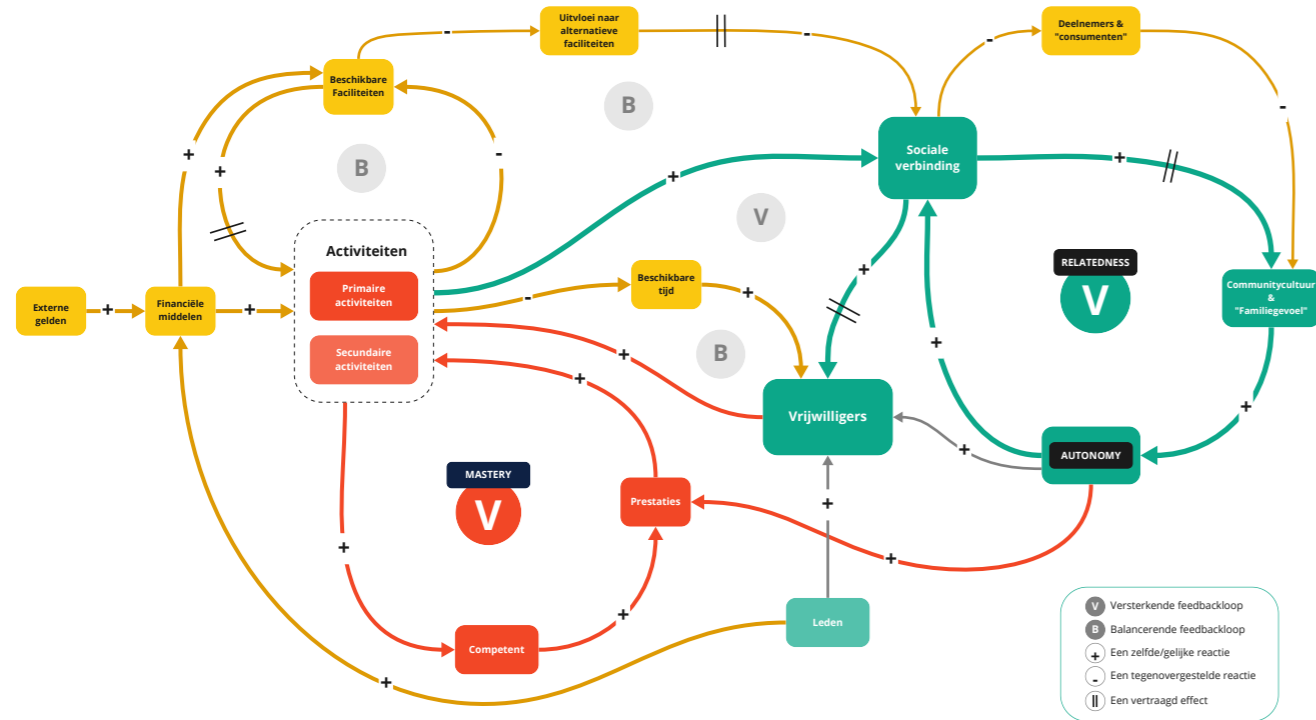 Uitvloei naar
alternatieve
faciliteiten
Deelnemers &
"consumenten"
-
-
-
-
Beschikbare
Faciliteiten
B
B
+
+
-
Sociale
verbinding
+
+
V
Activiteiten
Primaire
activiteiten
Secundaire
activiteiten
Beschikbare
tijd
-
+
+
RELATEDNESS
V
Communitycultuur
&
"Familiegevoel"
Externe
gelden
+
Financiële
middelen
+
B
+
+
+
Vrijwilligers
+
+
AUTONOMY
MASTERY
V
Prestaties
+
+
+
+
Competent
Leden
+
V
Versterkende feedbackloop
B
Balancerende feedbackloop
+
Een zelfde/gelijke reactie
-
Een tegenovergestelde reactie
||
Een vertraagd effect